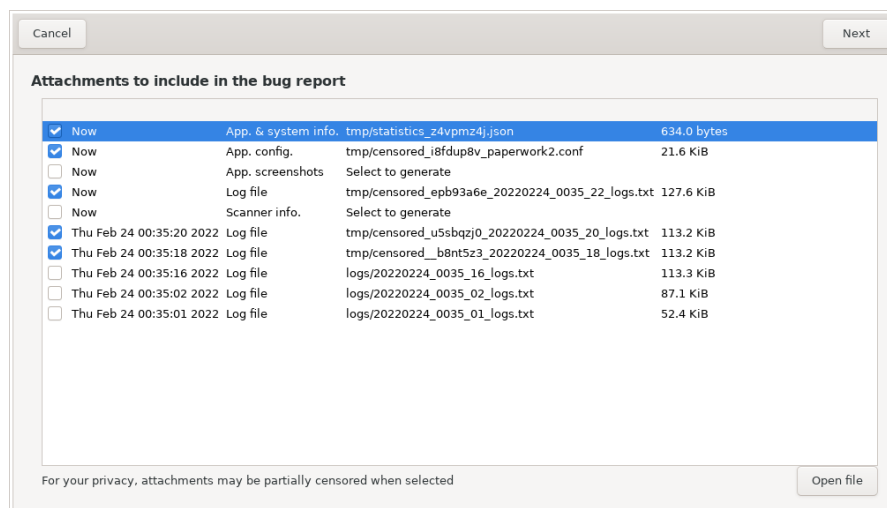 Cancel Next
Attachments to include in the bug report
Now App. & system info. tmp/statistics_z4vpmz4j.json 634.0 bytes
Now App. config. tmp/censored_i8fdup8v_paperwork2.conf 21.6 KiB
Now App. screenshots Select to generate
Now Log file tmp/censored_epb93a6e_20220224_0035_22_logs.txt 127.6 KiB
Now Scanner info. Select to generate
Thu Feb 24 00:35:20 2022 Log file tmp/censored_u5sbqzj0_20220224_0035_20_logs.txt 113.2 KiB
Thu Feb 24 00:35:18 2022 Log file tmp/censored__b8nt5z3_20220224_0035_18_logs.txt 113.2 KiB
Thu Feb 24 00:35:16 2022 Log file logs/20220224_0035_16_logs.txt 113.3 KiB
Thu Feb 24 00:35:02 2022 Log file logs/20220224_0035_02_logs.txt 87.1 KiB
Thu Feb 24 00:35:01 2022 Log file logs/20220224_0035_01_logs.txt 52.4 KiB
For your privacy, attachments may be partially censored when selected Open file